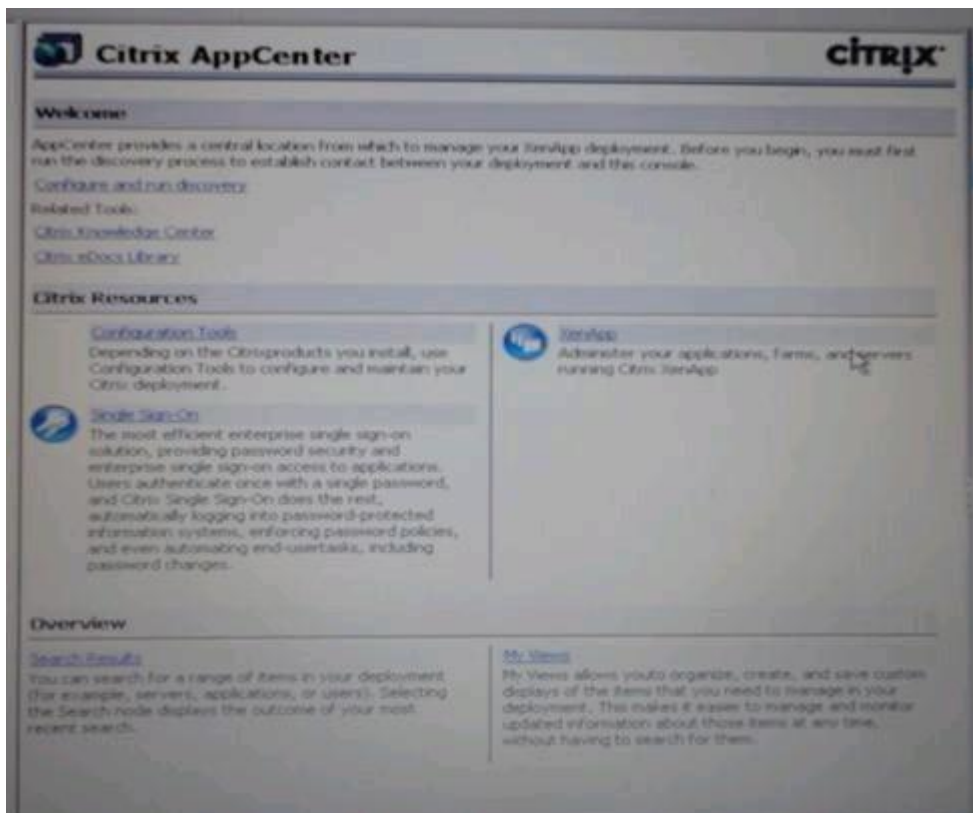 Citrix AppCenter
CITRIX
Welcome
AppCenter provides a central location from which to manage your XenApp deployment. Before you begin, you must first
run the discovery process to establish contact between your deployment and this console.
Configure and run discovery
Related Tools:
Citrix Knowledge Center
Citrix eDocs Library
Citrix Resources
Configuration Tools
Depending on the Citrixproducts you install, use
Configuration Tools to configure and maintain your
Citrix deployment.
Single Sign-On
The most efficient enterprise single sign-on
solution, providing password security and
enterprise single sign-on access to applications.
Users authenticate once with a single password,
and Citrix Single Sign-On does the rest,
automatically logging into password-protected
information systems, enforcing password policies,
and even automating end-usertasks, including
password changes.
XenApp
Administer your applications, farms, and servers
running Citrix XenApp
Overview
Search Results
You can search for a range of items in your deployment
(for example, servers, applications, or users). Selecting
the Search node displays the outcome of your most
recent search.
My Views
My Views allows youto organize, create, and save custom
displays of the items that you need to manage in your
deployment. This makes it easier to manage and monitor
updated information about those items at any time,
without having to search for them.